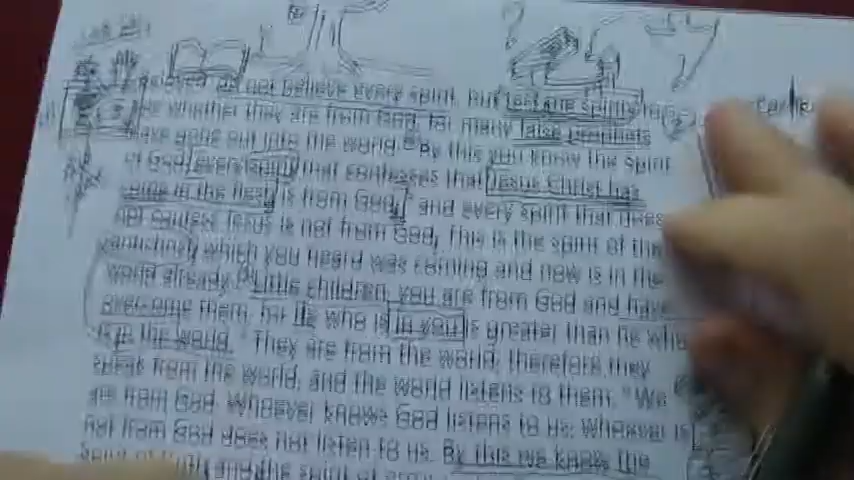 Beloved do not believe every spirit, but test the spirits
whether they are from God, for many false prophets
have gone out into the world. By this you know the spirit
of God: every spirit that confesses that Jesus Christ has
come in the flesh is from God, and every spirit that does
not confess Jesus is not from God, This is the spirit of the
antichrist, which you heard was coming and now is in the
world already. Little children, you are from God and have
overcome them, for he who is in you is greater than he who
is in the world. They are from the world, therefore they
speak from the world, and the world listens to them. We
are from God. Whoever knows God listens to us; whoever is
not from God does not listen to us. By this we know the
and the spirit of